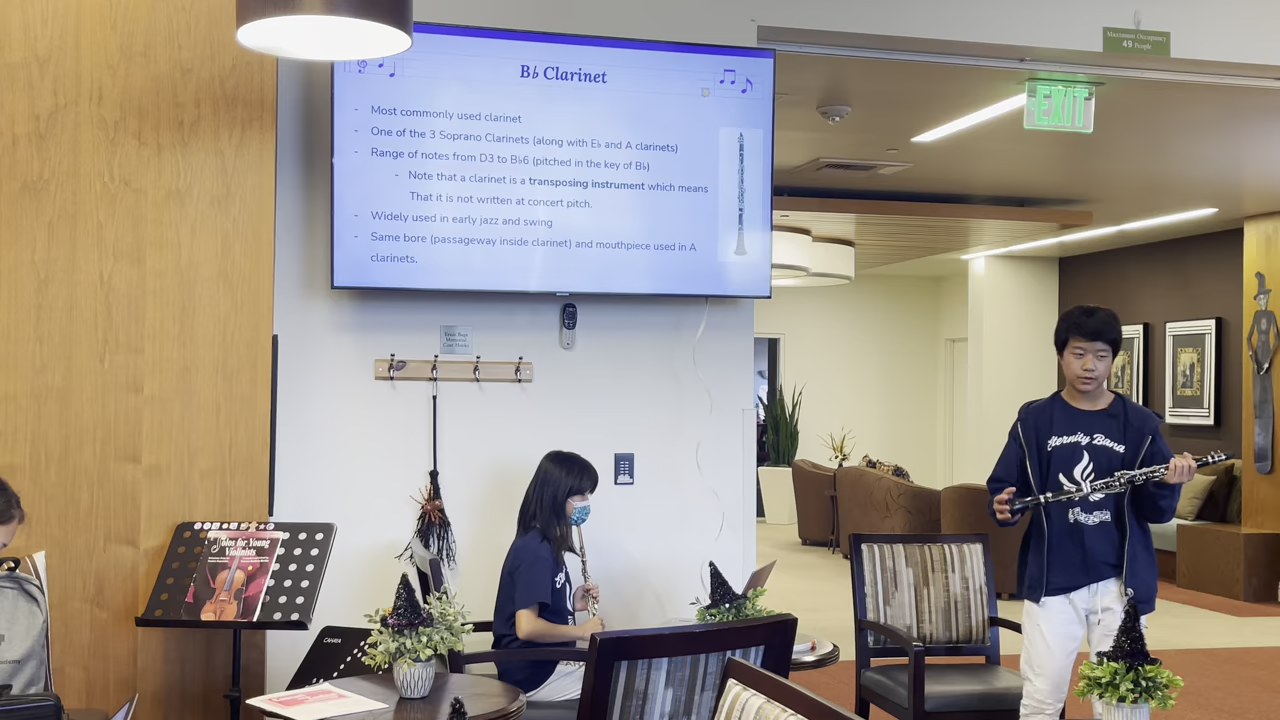 Maximum Occupancy
49 People
EXIT
B♭ Clarinet
- Most commonly used clarinet
- One of the 3 Soprano Clarinets (along with E♭ and A clarinets)
- Range of notes from D3 to B♭6 (pitched in the key of B♭)
- Note that a clarinet is a transposing instrument which means
That it is not written at concert pitch.
- Widely used in early jazz and swing
- Same bore (passageway inside clarinet) and mouthpiece used in A
clarinets.
Coat Hooks
Eternity Band
Solos for Young
Violinists
CAHAYA